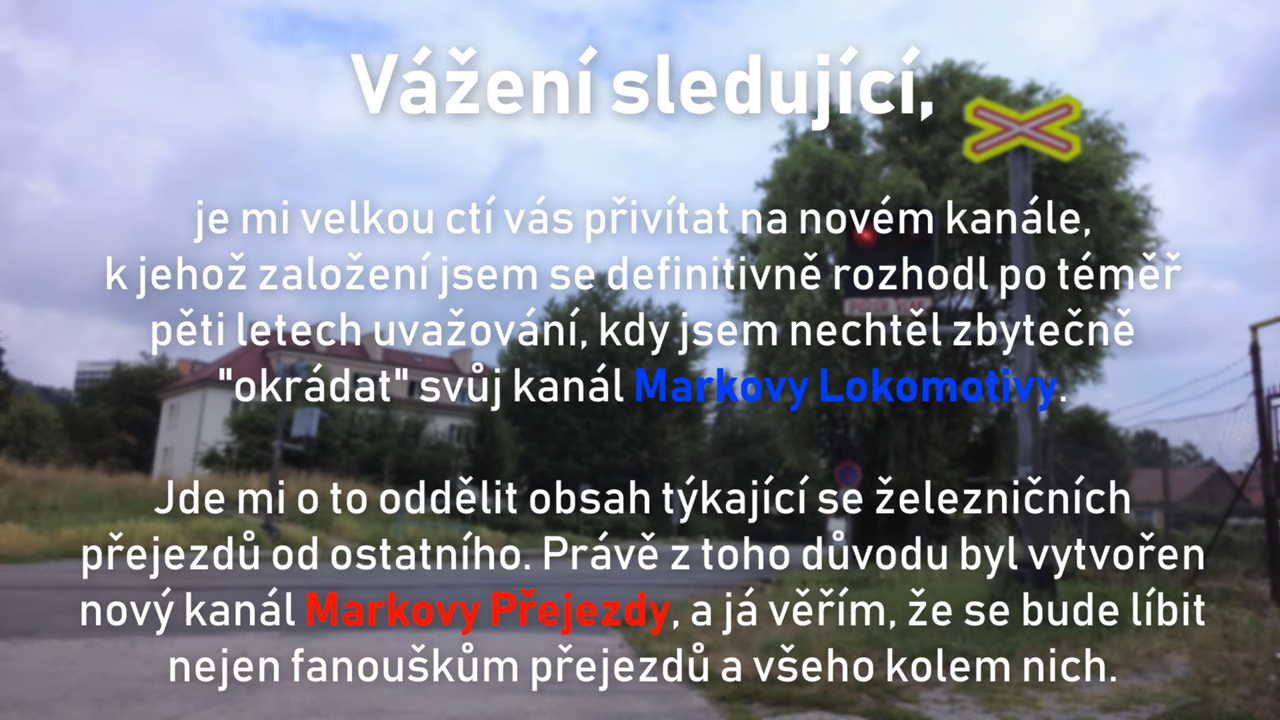 Vážení sledující,
je mi velkou ctí vás přivítat na novém kanále,
k jehož založení jsem se definitivně rozhodl po téměř
pěti letech uvažování, kdy jsem nechtěl zbytečně
"okrádat" svůj kanál Markovy Lokomotivy.
Jde mi o to oddělit obsah týkající se železničních
přejezdů od ostatního. Právě z toho důvodu byl vytvořen
nový kanál Markovy Přejezdy, a já věřím, že se bude líbit
nejen fanouškům přejezdů a všeho kolem nich.